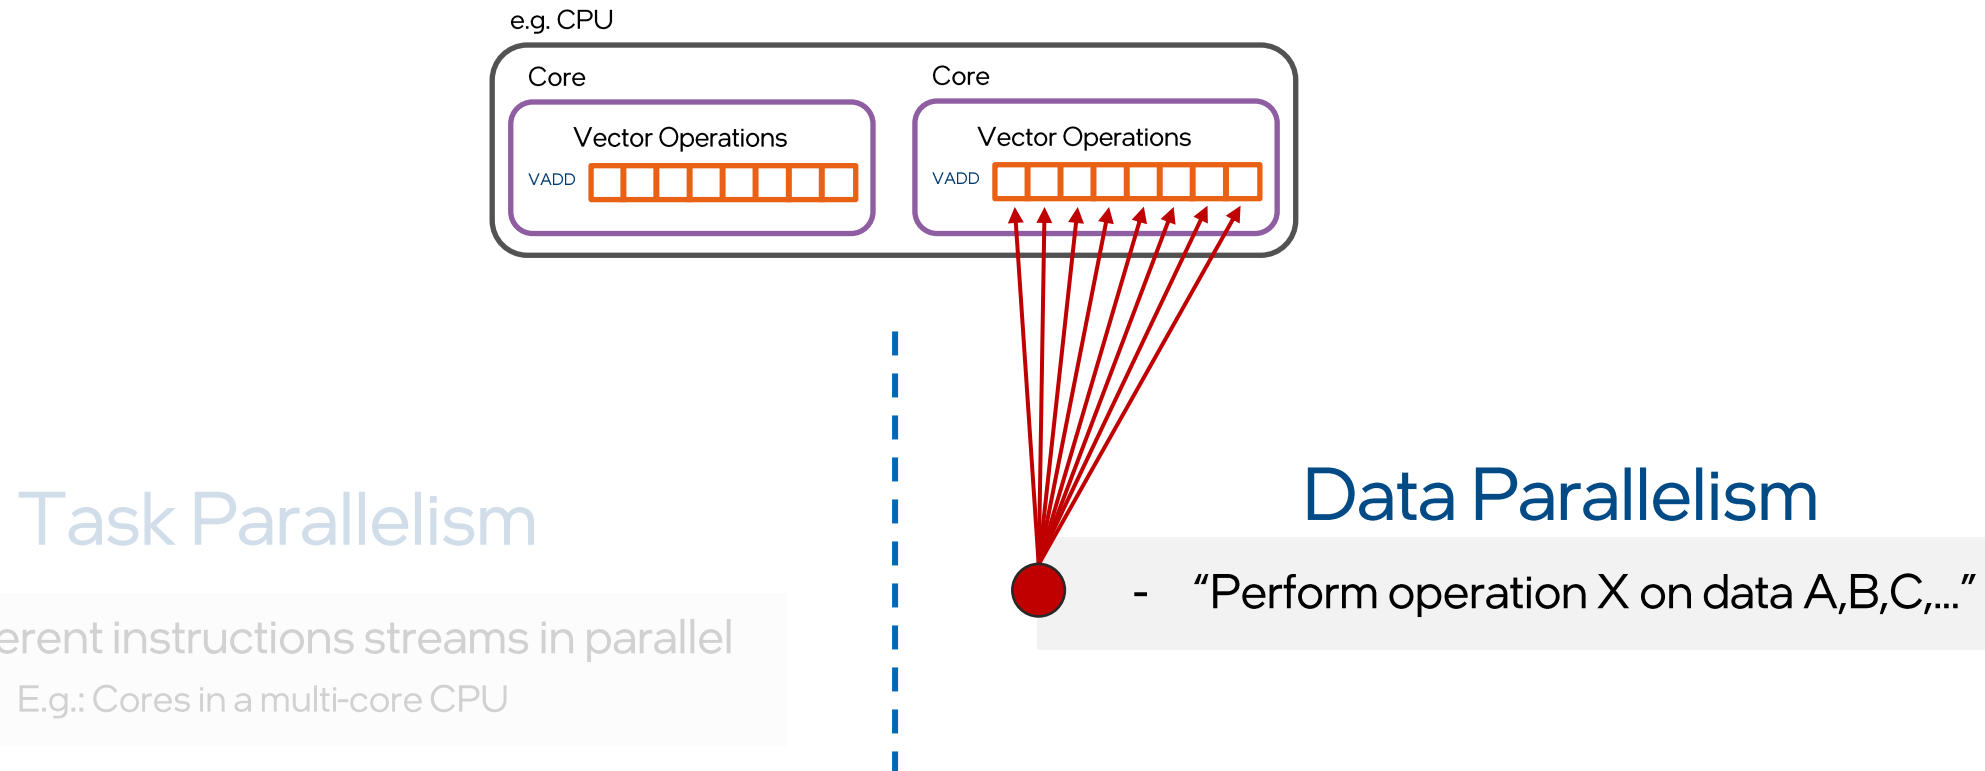 e.g. CPU
Core
Core
Vector Operations
Vector Operations
VADD
VADD
Task Parallelism
instructions streams in parallel
E.g.: Cores in a multi-core CPU
Data Parallelism
- “Perform operation X on data A,B,C,...”